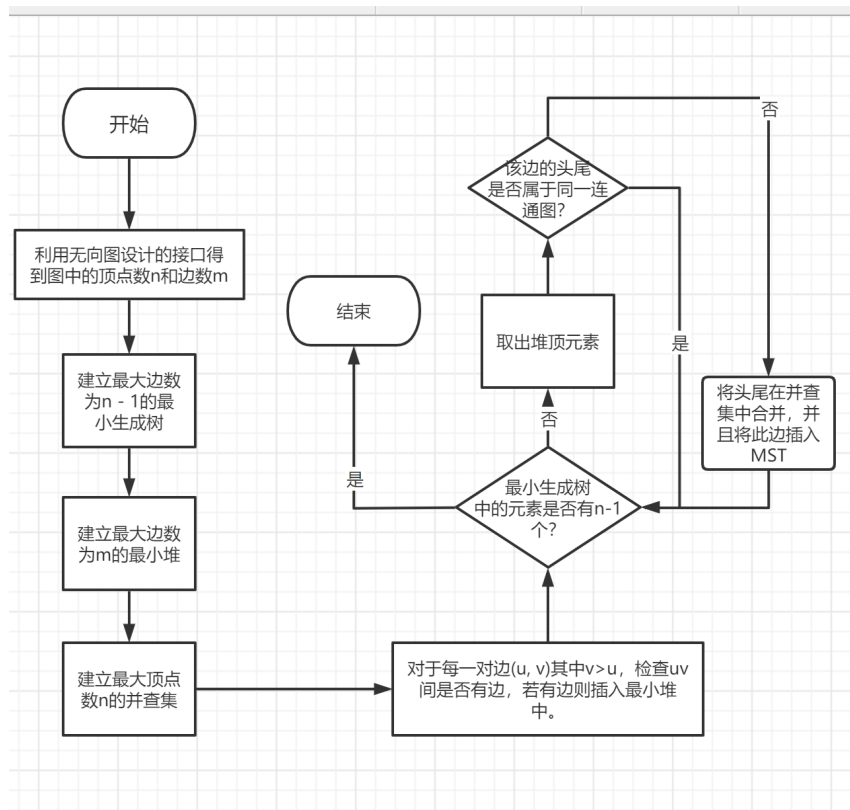 开始
利用无向图设计的接口得
到图中的顶点数n和边数m
建立最大边数
为n - 1的最
小生成树
建立最大边数
为m的最小堆
建立最大顶点
数n的并查集
对于每一对边(u, v)其中v>u，检查uv
间是否有边，若有边则插入最小堆
中。
最小生成树
中的元素是否有n-1
个？
是
结束
否
取出堆顶元素
该边的头尾
是否属于同一连
通图？
是
否
将头尾在并查
集中合并，并
且将此边插入
MST